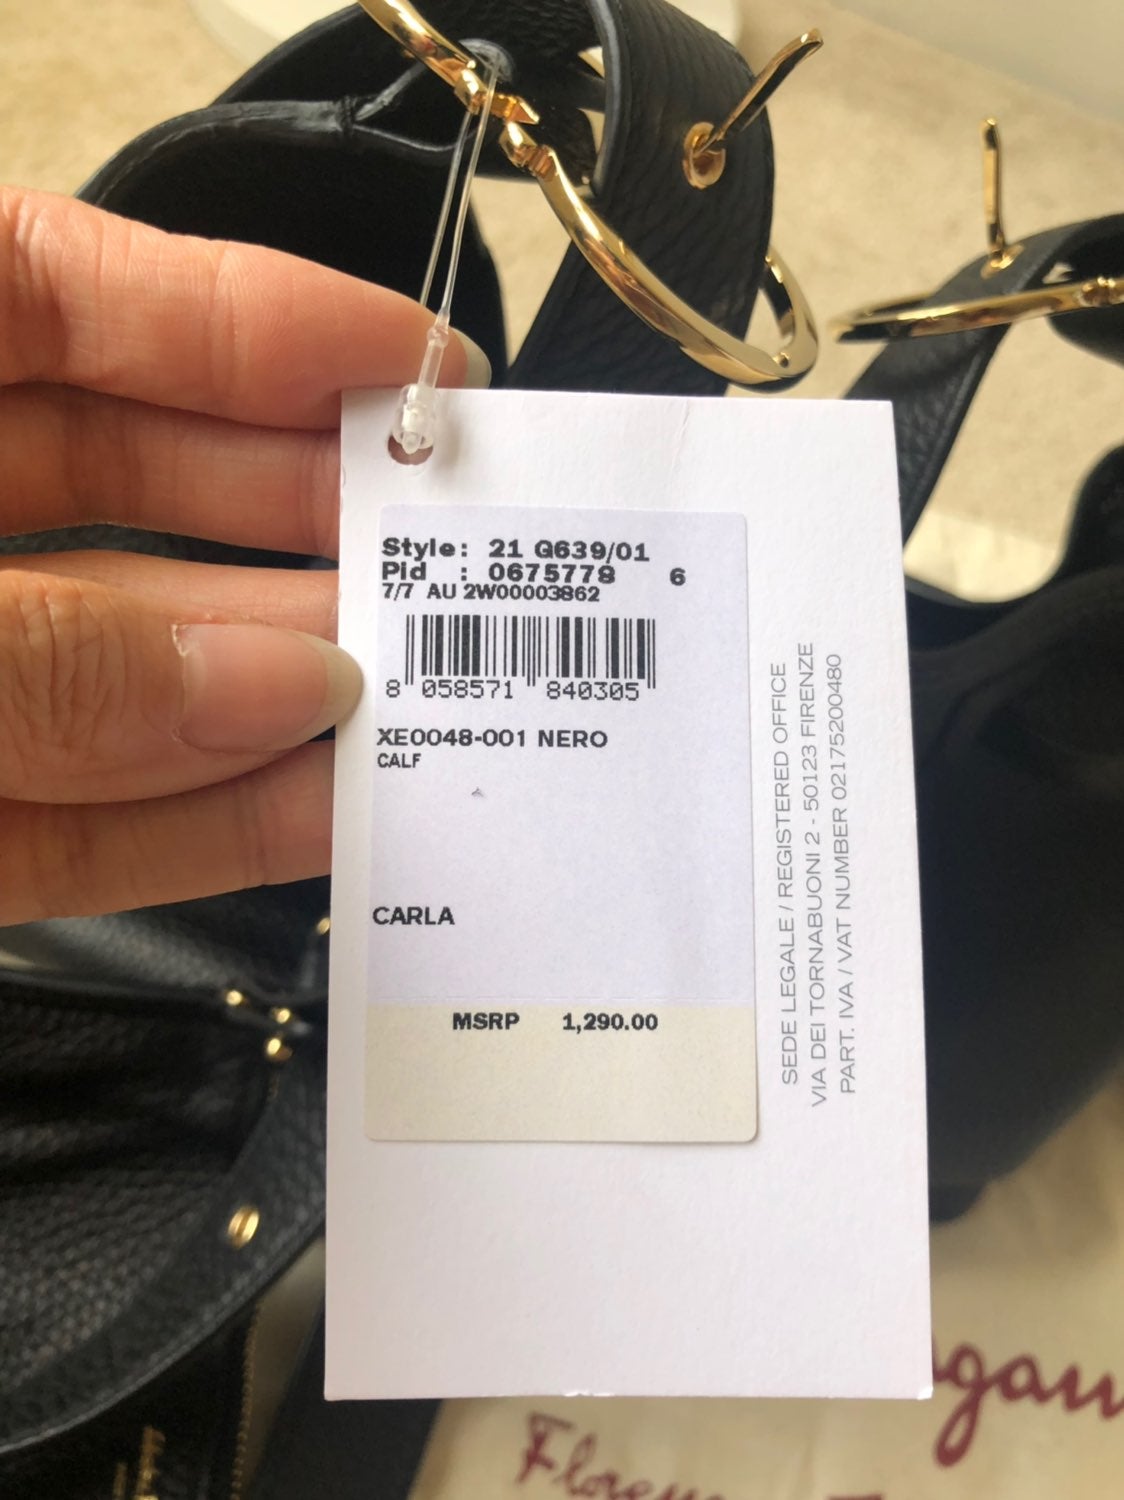 Style: 21 G639/01
Pid : 0675778 6
7/7 AU 2W00003862
8 058571 840305
XE0048-001 NERO
CALF
CARLA
MSRP 1,290.00
SEDE LEGALE / REGISTERED OFFICE
VIA DEI TORNABUONI 2 - 50123 FIRENZE
PART. IVA / VAT NUMBER 02175200480